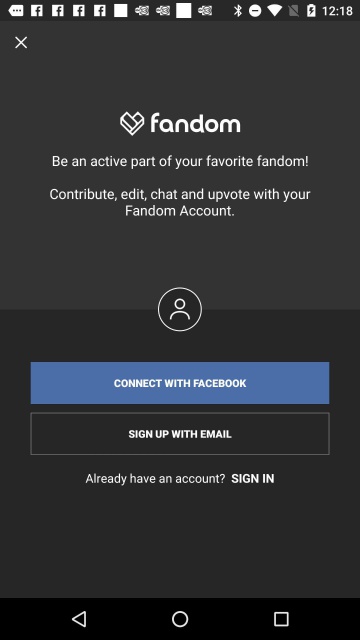 12:18
fandom
Be an active part of your favorite fandom!
Contribute, edit, chat and upvote with your
Fandom Account.
CONNECT WITH FACEBOOK
SIGN UP WITH EMAIL
Already have an account? SIGN IN